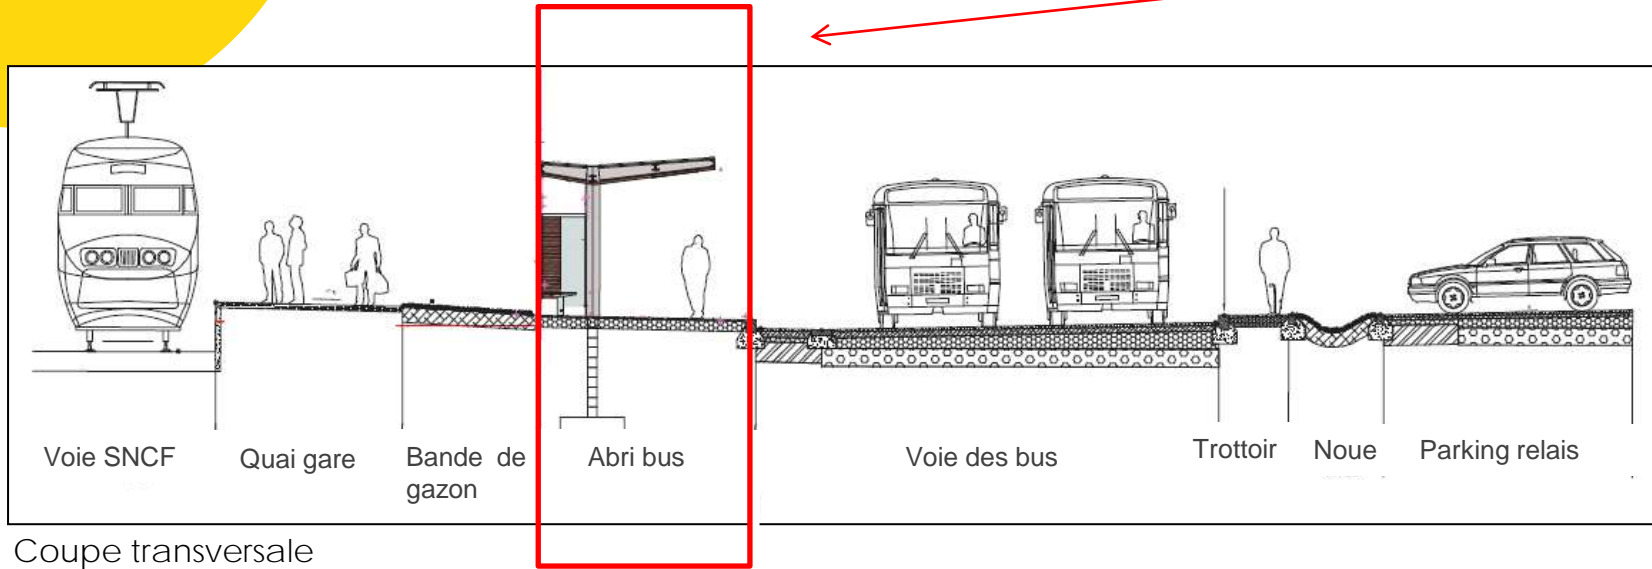 Voie SNCF
Quai gare
Bande de
gazon
Abri bus
Voie des bus
Trottoir
Noue
Parking relais
Coupe transversale